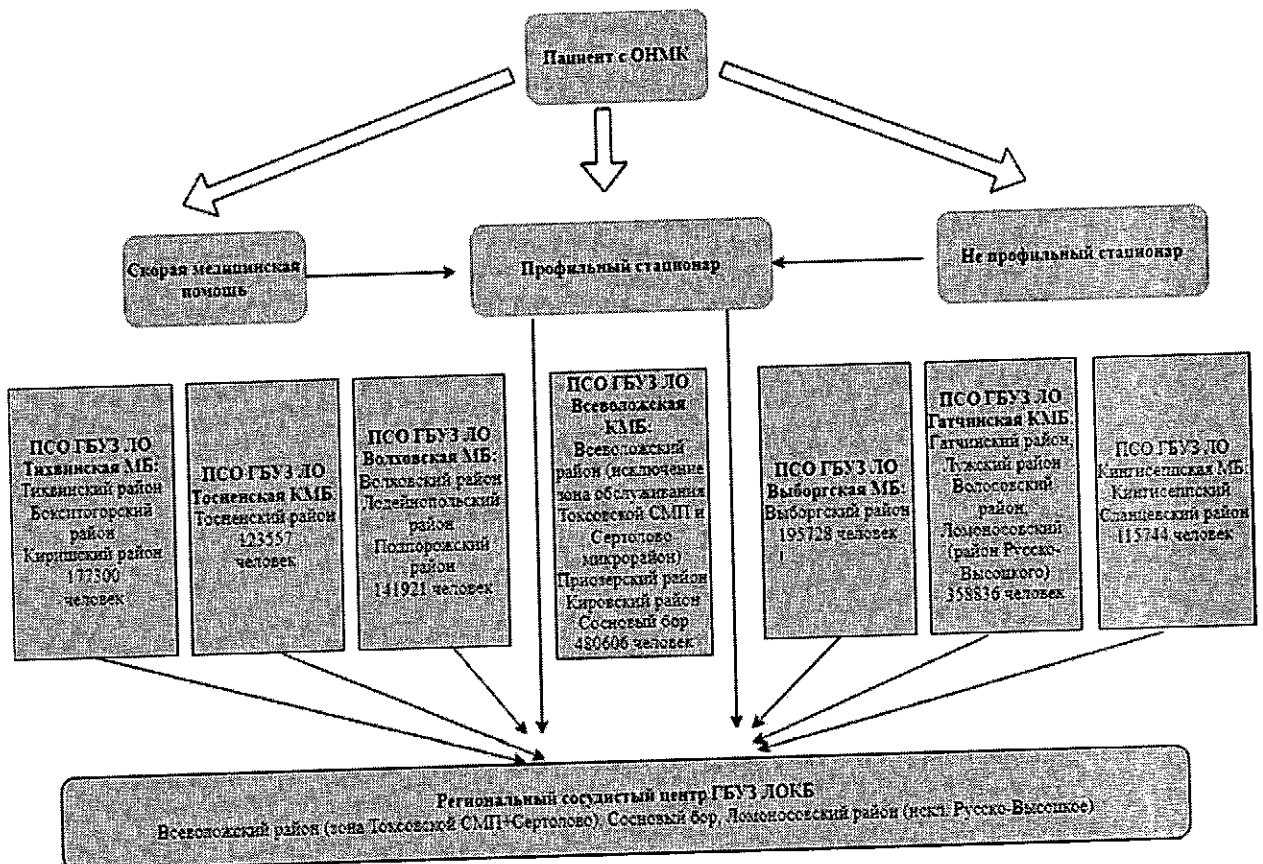 Пациент с ОНМК
Скорая медицинская
помощь
Профильный стационар
Не профильный стационар
ПСО ГБУЗ ЛО
Тихвинская МБ:
Тихвинский район
Бокситогорский
район
Киришский район
177300
человек
ПСО ГБУЗ ЛО
Тосненская КМБ:
Тосненский район
123557
человек
ПСО ГБУЗ ЛО
Волховская МБ:
Волховский район
Лодейнопольский
район
Подпорожский
район
141921 человек
ПСО ГБУЗ ЛО
Всеволожская
КМБ:
Всеволожский
район (исключение
зона обслуживания
Токсовской СМП и
Сертолово
микрорайон)
Приозерский район
Кировский район
Сосновый бор
480606 человек
ПСО ГБУЗ ЛО
Выборгская МБ:
Выборгский район
195728 человек
ПСО ГБУЗ ЛО
Гатчинская КМБ:
Гатчинский район,
Лужский район
Волосовский
район,
Ломоносовский
(район Русско-
Высоцкого)
358836 человек
ПСО ГБУЗ ЛО
Кингисеппская МБ:
Кингисеппский
Сланцевский район
115744 человек
Региональный сосудистый центр ГБУЗ ЛОКБ
Всеволожский район (зона Токсовской СМП+Сертолово), Сосновый бор, Ломоносовский район (искл. Русско-Высоцкое)